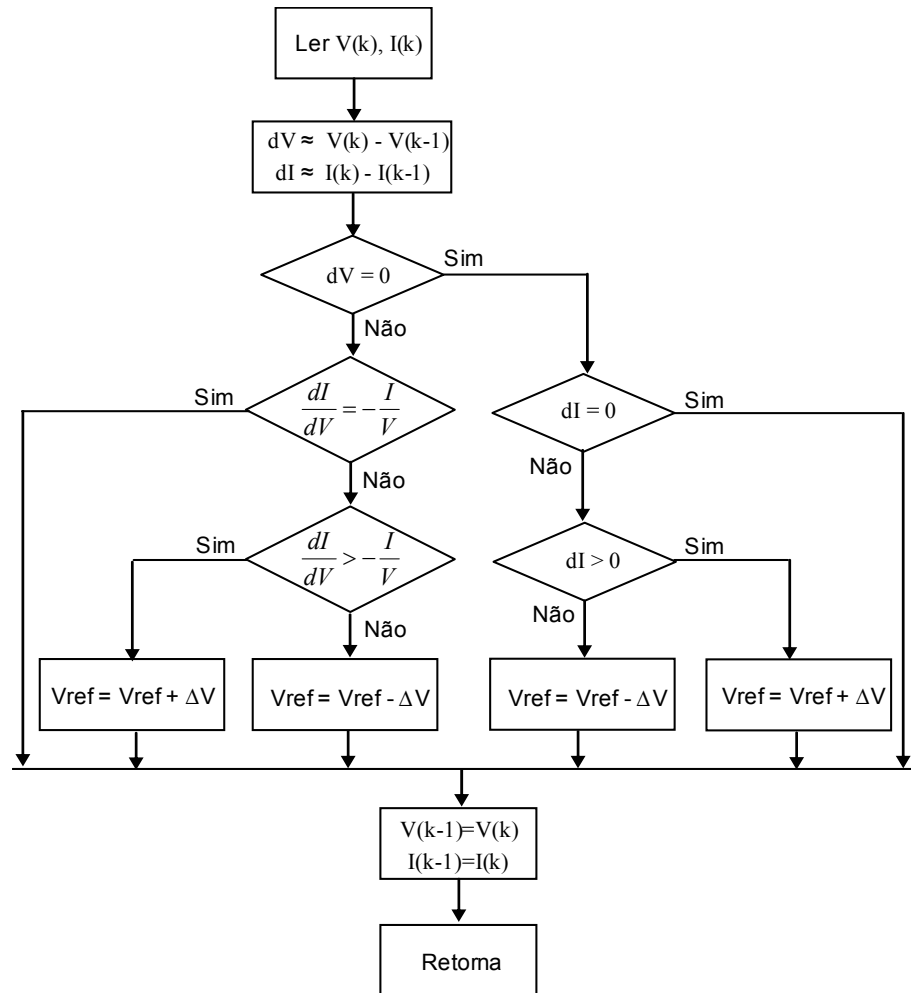 Ler V(k), I(k)
dV ≈ V(k) - V(k-1)
dI ≈ I(k) - I(k-1)
dV = 0
Sim
Não
dI/dV = -I/V
Sim
Não
dI = 0
Sim
Não
dI/dV > -I/V
Sim
Não
dI > 0
Sim
Não
Vref = Vref + ΔV
Vref = Vref - ΔV
Vref = Vref - ΔV
Vref = Vref + ΔV
V(k-1)=V(k)
I(k-1)=I(k)
Retorna